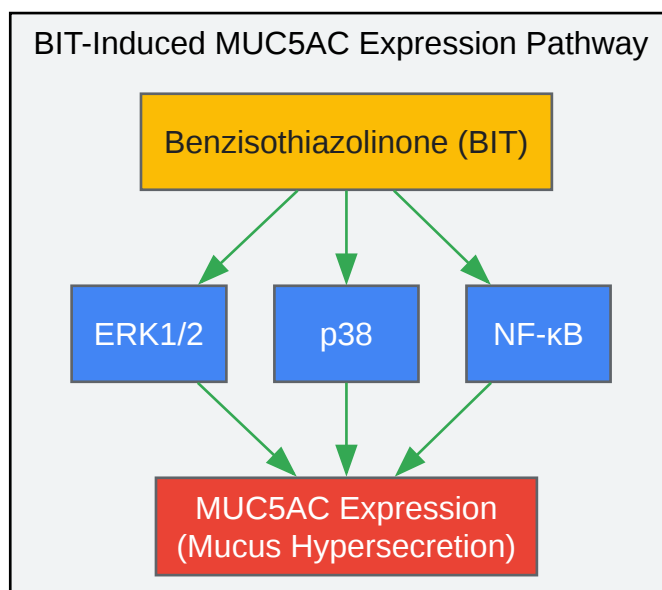 BIT-Induced MUC5AC Expression Pathway
Benzisothiazolinone (BIT)
ERK1/2
p38
NF-κB
MUC5AC Expression
(Mucus Hypersecretion)